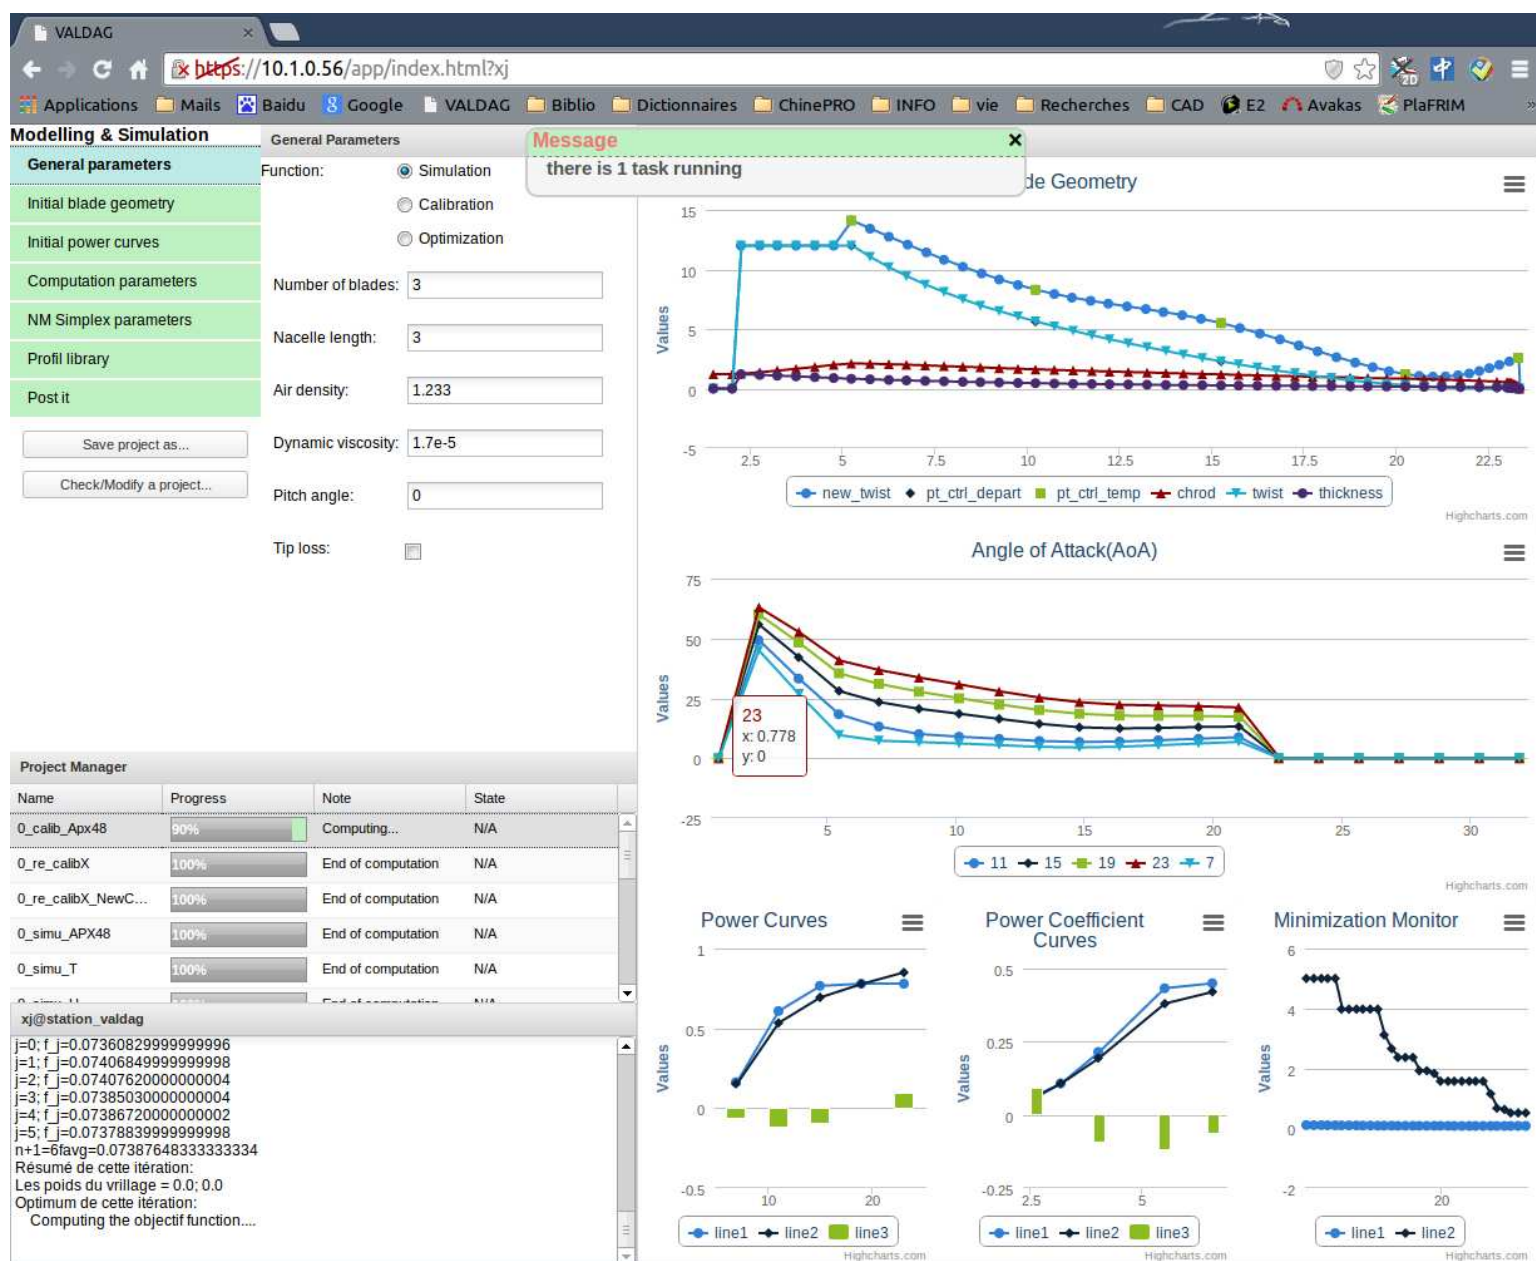 VALDAG
https://10.1.0.56/app/index.html?xj
Applications Mails Baidu Google VALDAG Biblio Dictionnaires ChinePRO INFO vie Recherches CAD E2 Avakas PlaFRIM »
Modelling & Simulation
General parameters
Initial blade geometry
Initial power curves
Computation parameters
NM Simplex parameters
Profil library
Post it
Save project as...
Check/Modify a project...
General Parameters
Function:
Simulation
Calibration
Optimization
Number of blades: 3
Nacelle length: 3
Air density: 1.233
Dynamic viscosity: 1.7e-5
Pitch angle: 0
Tip loss:
Message
there is 1 task running
de Geometry
Values
15
10
5
0
-5
2.5 5 7.5 10 12.5 15 17.5 20 22.5
new_twist pt_ctrl_depart pt_ctrl_temp chrod twist thickness
Highcharts.com
Angle of Attack(AoA)
Values
75
50
25
0
-25
23
x: 0.778
y: 0
5 10 15 20 25 30
11 15 19 23 7
Highcharts.com
Project Manager
Name Progress Note State
0_calib_Apx48 90% Computing... N/A
0_re_calibX 100% End of computation N/A
0_re_calibX_NewC... 100% End of computation N/A
0_simu_APX48 100% End of computation N/A
0_simu_T 100% End of computation N/A
xj@station_valdag
j=0; f_j=0.07360829999999996
j=1; f_j=0.07406849999999998
j=2; f_j=0.07407620000000004
j=3; f_j=0.07385030000000004
j=4; f_j=0.07386720000000002
j=5; f_j=0.07378839999999998
n+1=6favg=0.07387648333333334
Résumé de cette itération:
Les poids du vrillage = 0.0; 0.0
Optimum de cette itération:
Computing the objectif function....
Power Curves
Values
1
0.5
0
-0.5
10 20
line1 line2 line3
Highcharts.com
Power Coefficient
Curves
Values
0.5
0.25
0
-0.25
2.5 5
line1 line2 line3
Highcharts.com
Minimization Monitor
Values
6
4
2
0
-2
20
line1 line2
Highcharts.com